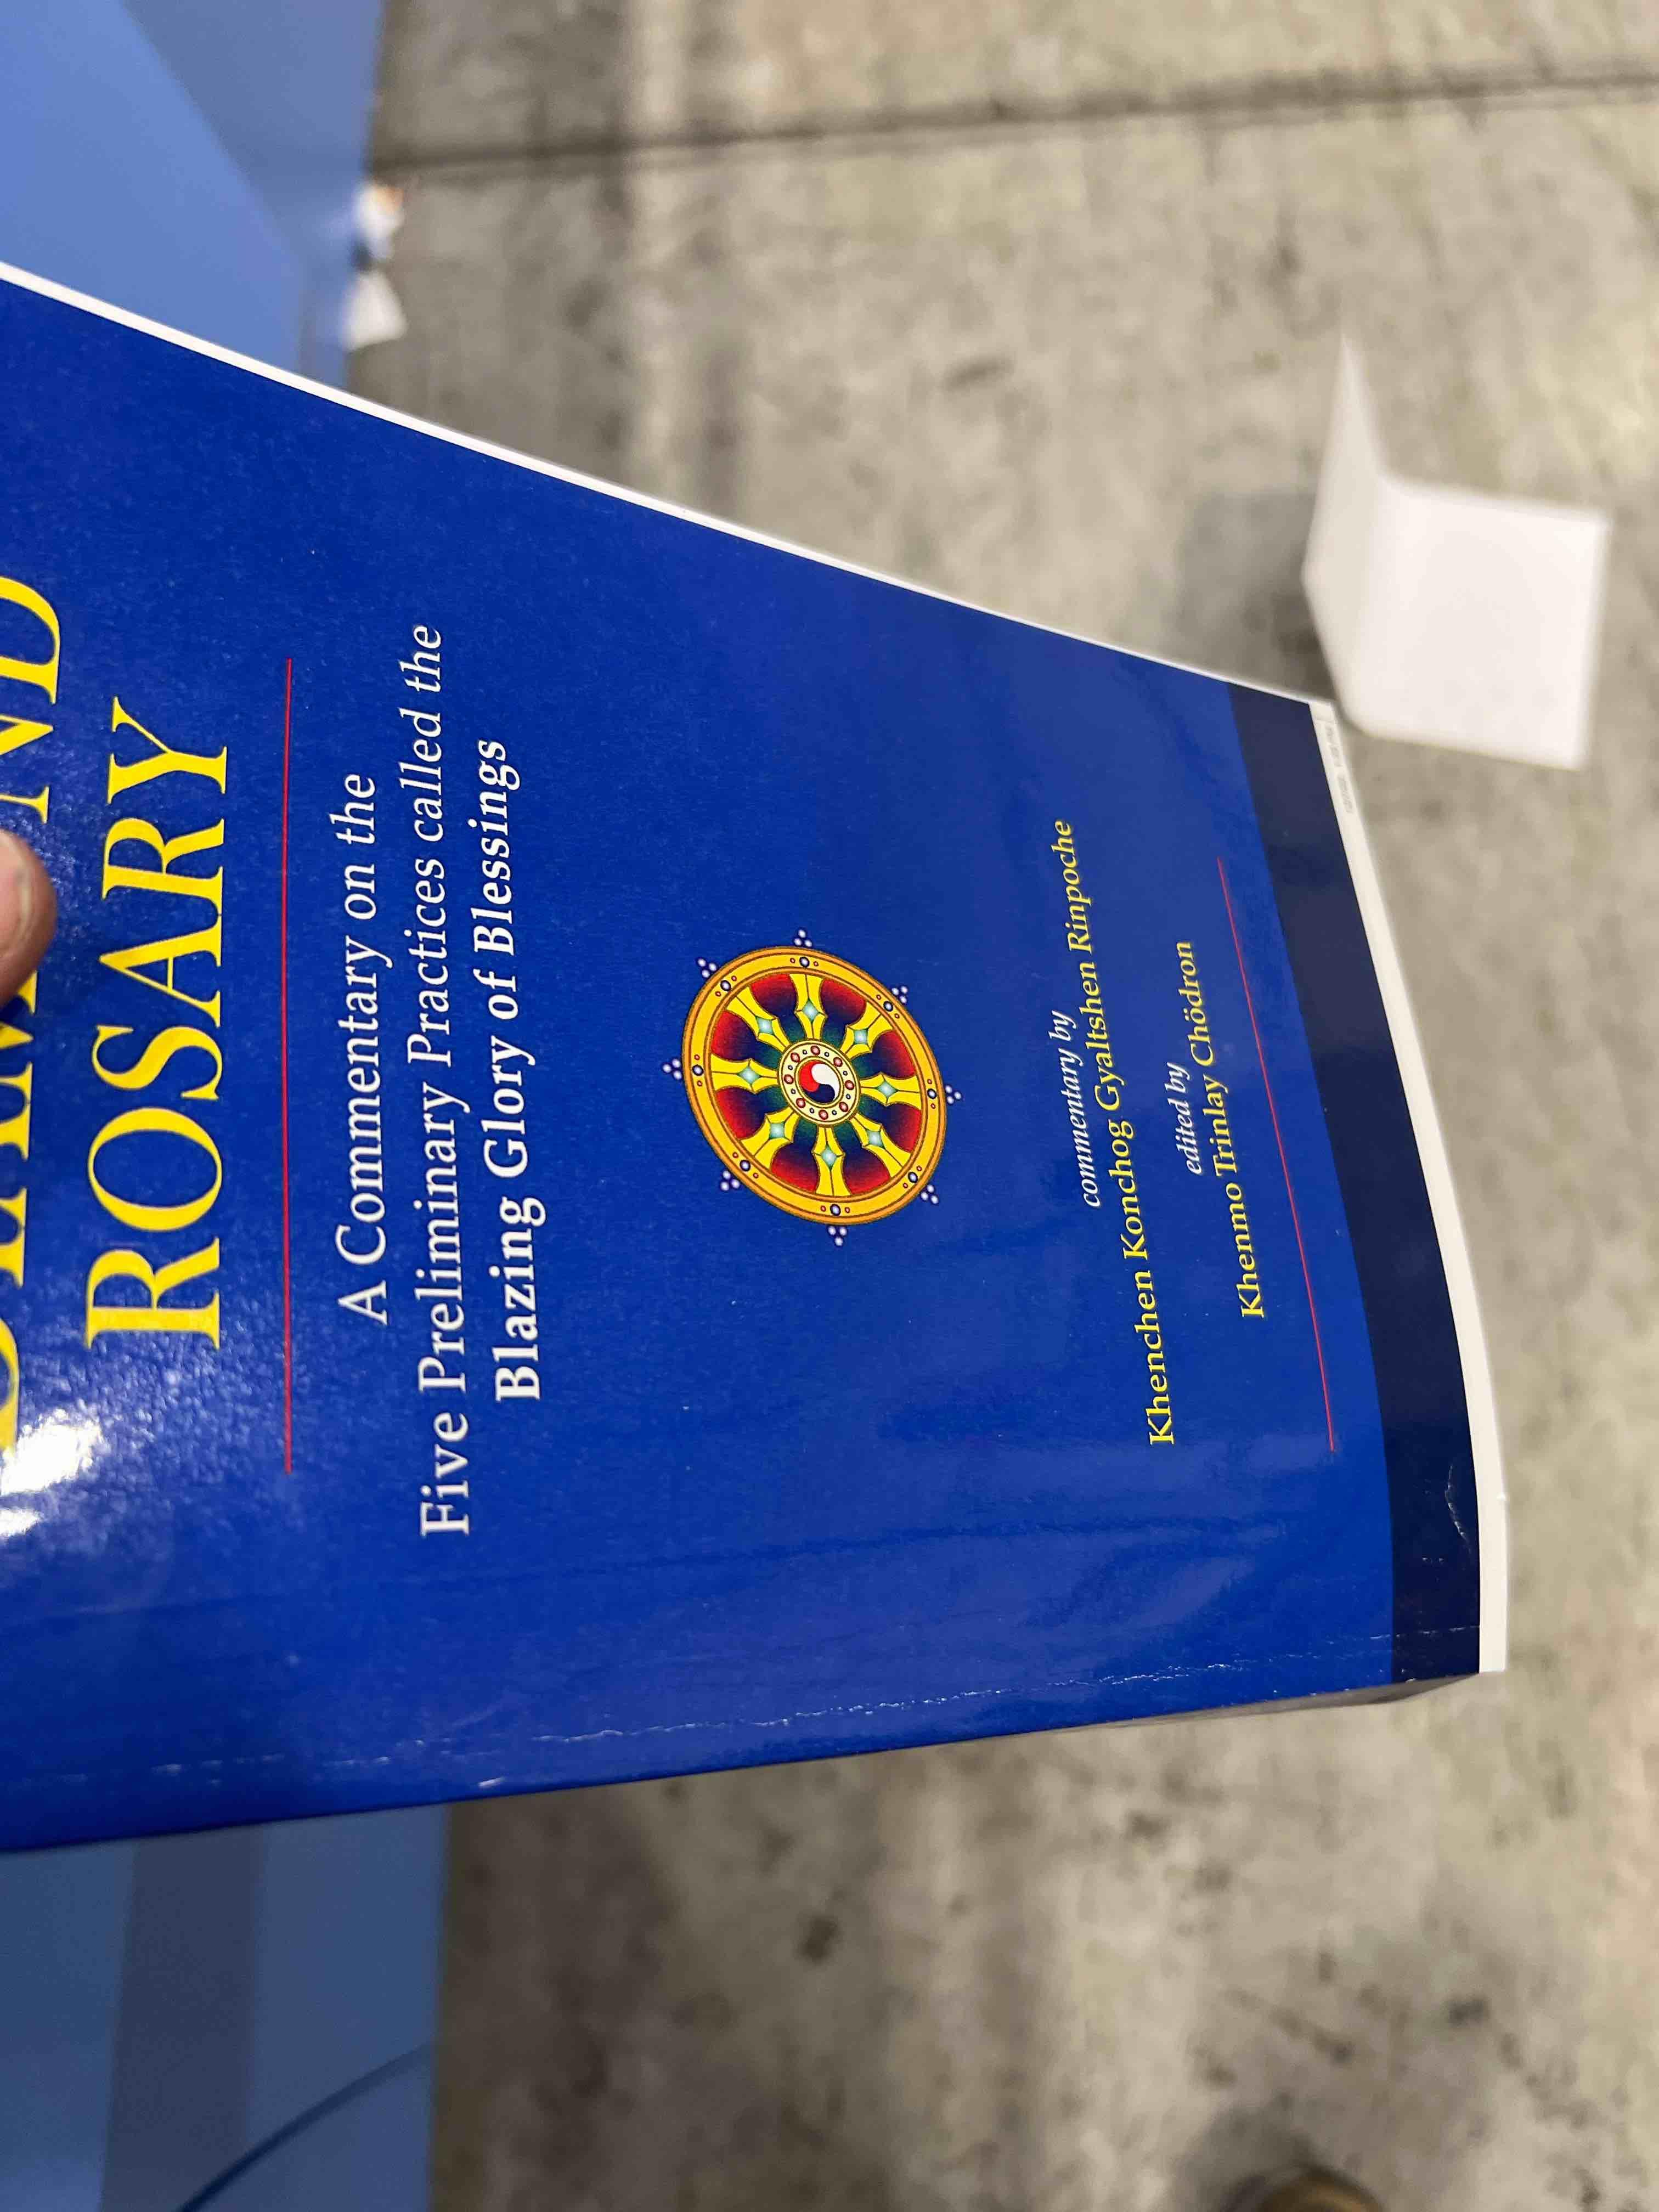 ROSARY
A Commentary on the
Five Preliminary Practices called the
Blazing Glory of Blessings
commentary by
Khenchen Konchog Gyaltshen Rinpoche
edited by
Khenmo Trinlay Chödron